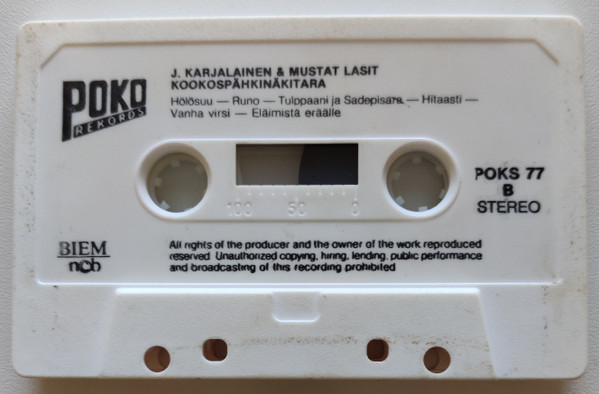 POKO
REKORDS
J. KARJALAINEN & MUSTAT LASIT
KOOKOSPÄHKINÄKITARA
Hölösuu — Runo — Tulppaani ja Sadepisara — Hitaasti —
Vanha virsi — Eläimistä eräälle
100 50 0
POKS 77
B
STEREO
BIEM
ncb
All rights of the producer and the owner of the work reproduced
reserved. Unauthorized copying, hiring, lending, public performance
and broadcasting of this recording prohibited